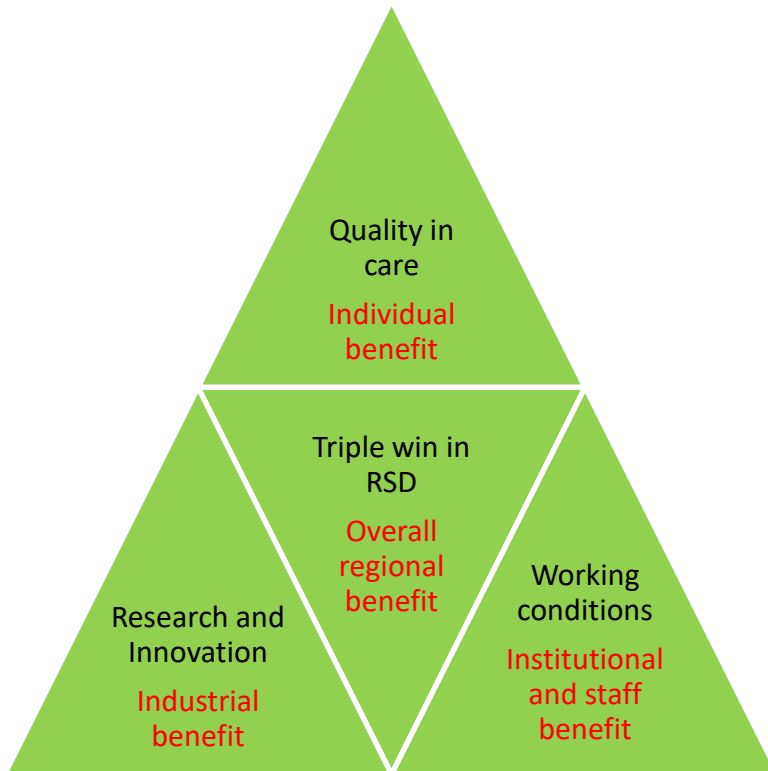 Quality in
care
Individual
benefit
Triple win in
RSD
Overall
regional
benefit
Research and
Innovation
Industrial
benefit
Working
conditions
Institutional
and staff
benefit